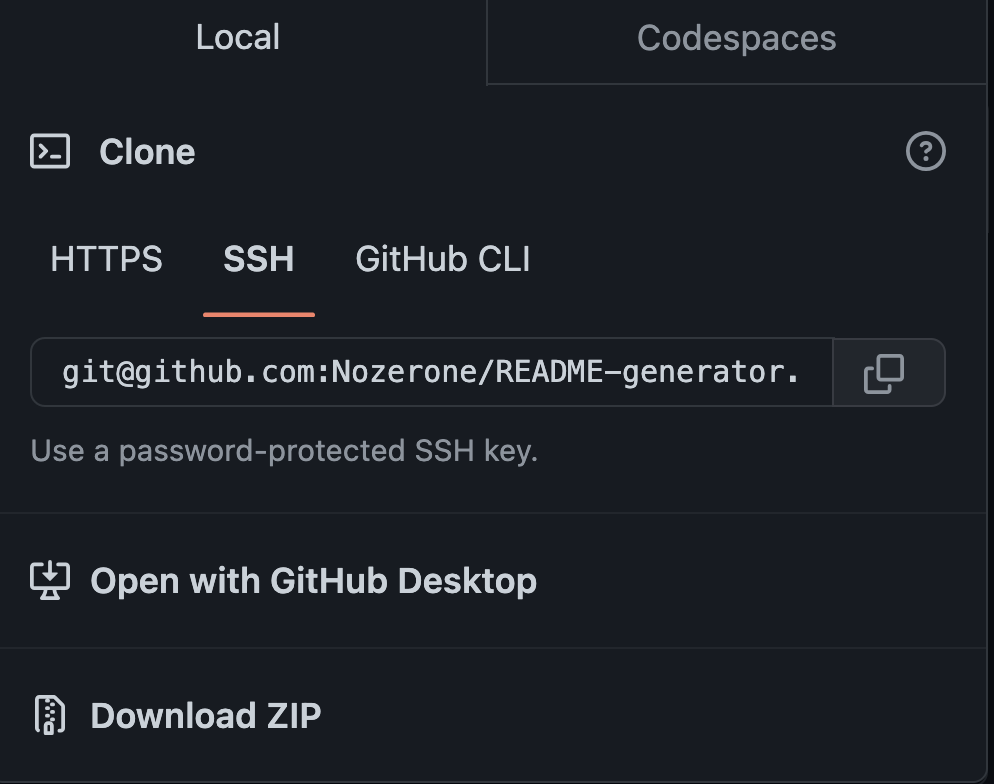 Local Codespaces
Clone
HTTPS SSH GitHub CLI
git@github.com:Nozerone/README-generator.
Use a password-protected SSH key.
Open with GitHub Desktop
Download ZIP